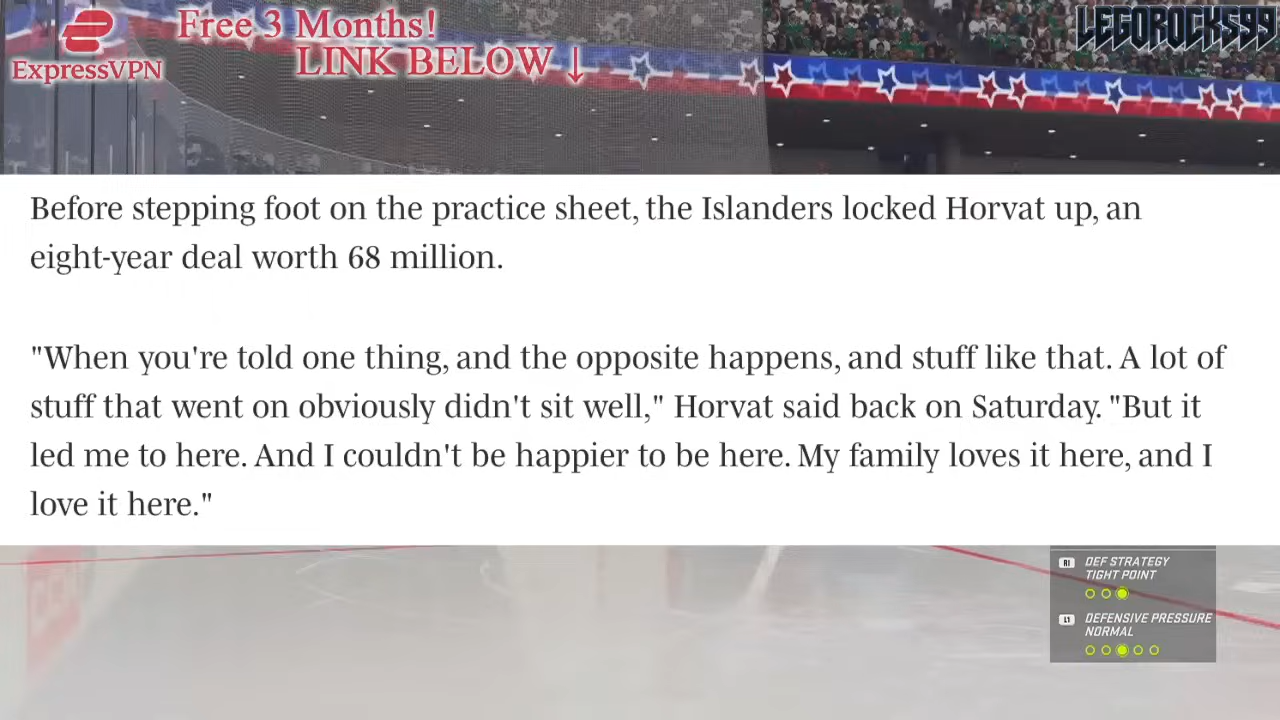 Free 3 Months!
LINK BELOW ↓
ExpressVPN
LEGOROCKS99
Before stepping foot on the practice sheet, the Islanders locked Horvat up, an
eight-year deal worth 68 million.
"When you're told one thing, and the opposite happens, and stuff like that. A lot of
stuff that went on obviously didn't sit well," Horvat said back on Saturday. "But it
led me to here. And I couldn't be happier to be here. My family loves it here, and I
love it here."
R1 DEF STRATEGY
TIGHT POINT
L1 DEFENSIVE PRESSURE
NORMAL